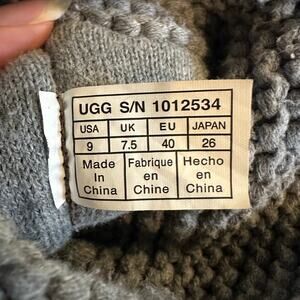 UGG S/N 1012534
USA UK EU JAPAN
9 7.5 40 26
Made Fabrique Hecho
in en en
China Chine China